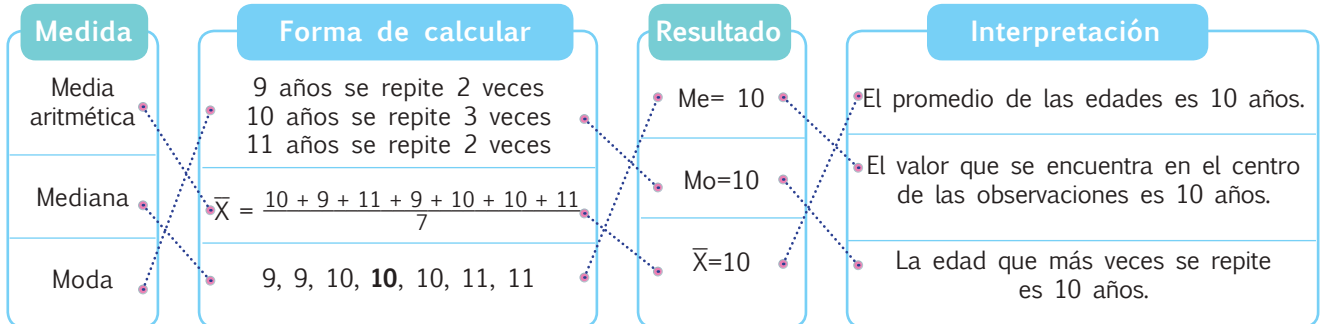 Medida
Media
aritmética
Mediana
Moda
Forma de calcular
9 años se repite 2 veces
10 años se repite 3 veces
11 años se repite 2 veces
X̅ = 10 + 9 + 11 + 9 + 10 + 10 + 11
7
9, 9, 10, 10, 10, 11, 11
Resultado
Me= 10
Mo=10
X̅=10
Interpretación
El promedio de las edades es 10 años.
El valor que se encuentra en el centro
de las observaciones es 10 años.
La edad que más veces se repite
es 10 años.